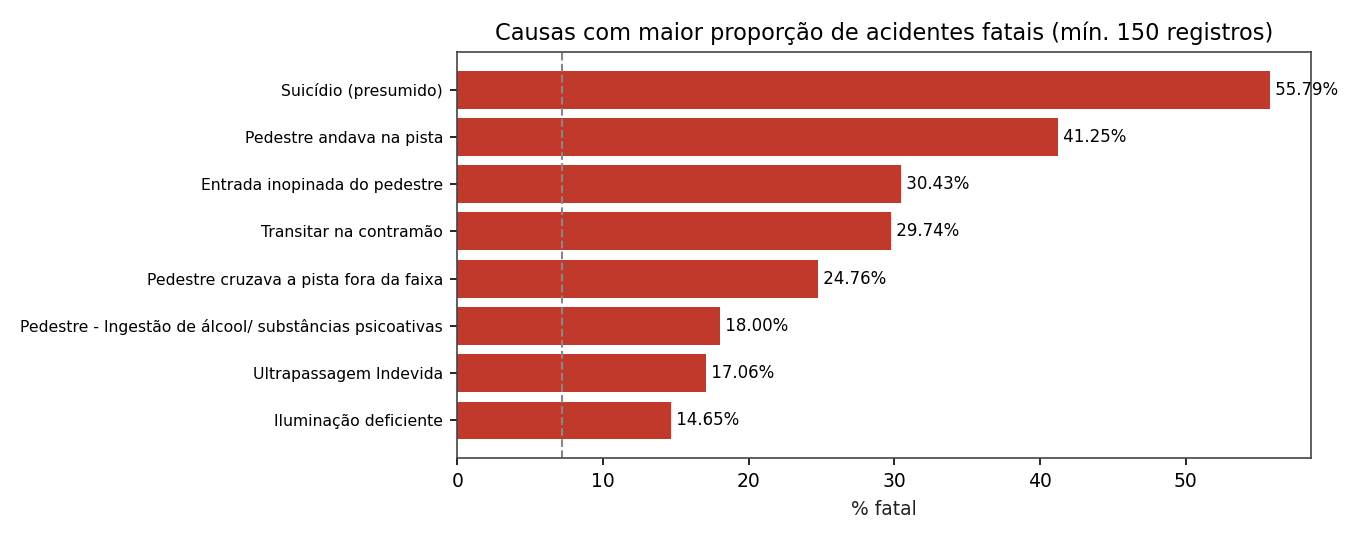 Causas com maior proporção de acidentes fatais (mín. 150 registros)
Suicídio (presumido) 55.79%
Pedestre andava na pista 41.25%
Entrada inopinada do pedestre 30.43%
Transitar na contramão 29.74%
Pedestre cruzava a pista fora da faixa 24.76%
Pedestre - Ingestão de álcool/ substâncias psicoativas 18.00%
Ultrapassagem Indevida 17.06%
Iluminação deficiente 14.65%
0 10 20 30 40 50
% fatal